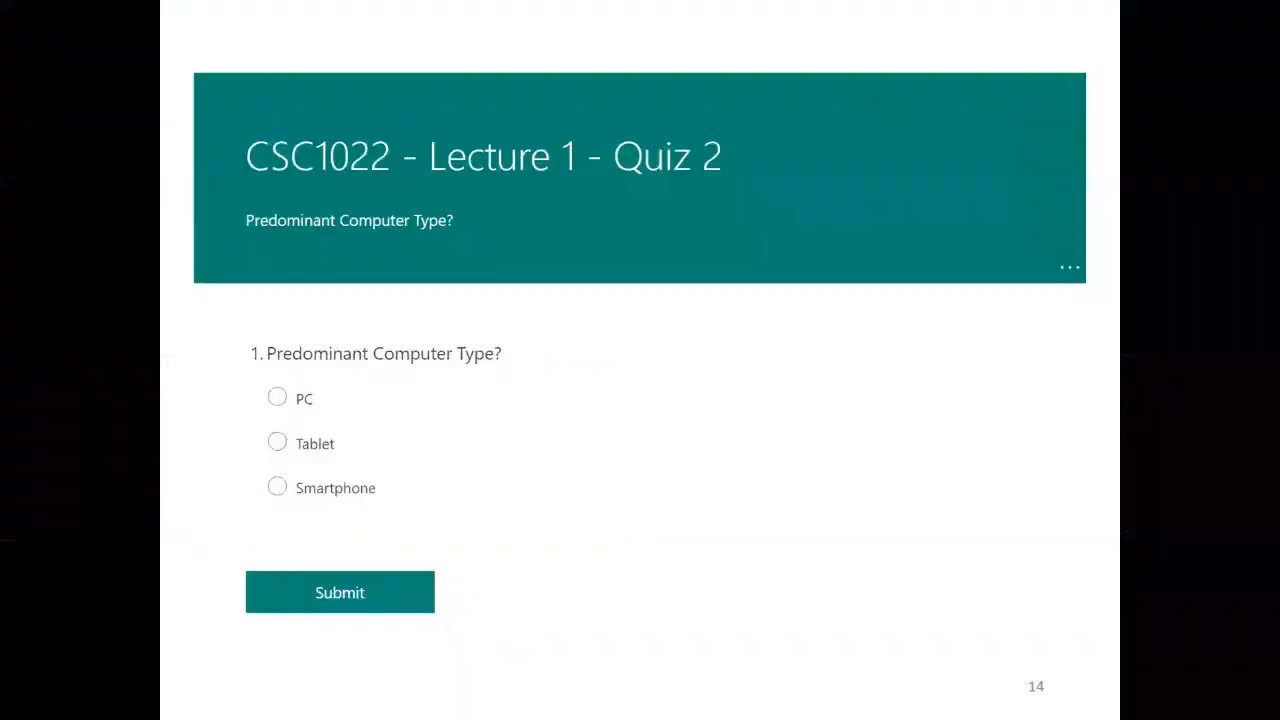 CSC1022 - Lecture 1 - Quiz 2
Predominant Computer Type?
...
1. Predominant Computer Type?
PC
Tablet
Smartphone
Submit
14